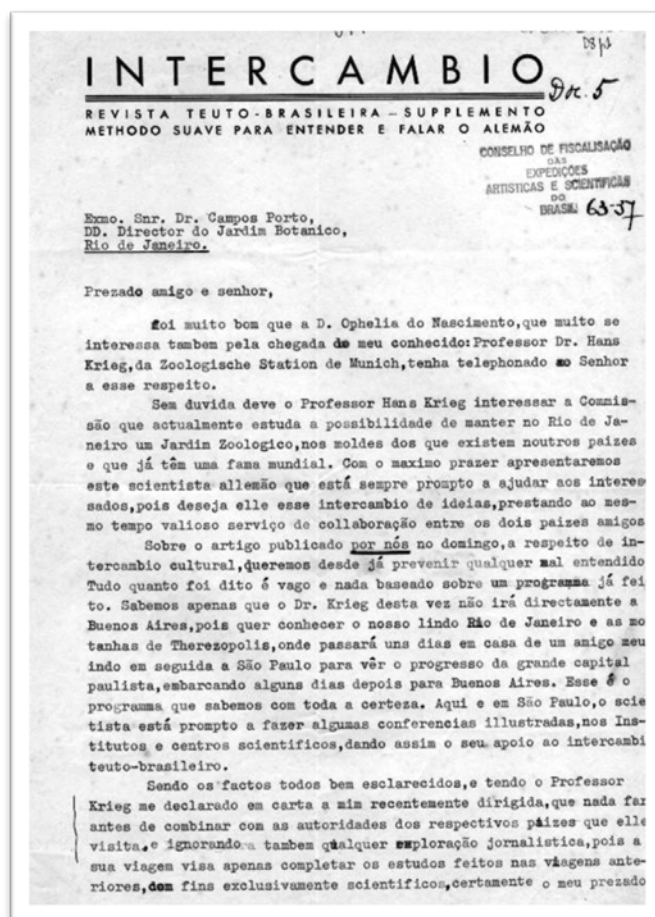 D8 p1
INTERCAMBIO
Doc. 5
REVISTA TEUTO-BRASILEIRA – SUPPLEMENTO
METHODO SUAVE PARA ENTENDER E FALAR O ALEMÃO
CONSELHO DE FISCALISAÇÃO
DAS
EXPEDIÇÕES
ARTISTICAS E SCIENTIFICAS
DO
BRASIL 63-37
Exmo. Snr. Dr. Campos Porto,
DD. Director do Jardim Botanico,
Rio de Janeiro.
Prezado amigo e senhor,
foi muito bom que a D. Ophelia do Nascimento,que muito se
interessa tambem pela chegada do meu conhecido:Professor Dr. Hans
Krieg,da Zoologische Station de Munich,tenha telephonado ao Senhor
a esse respeito.
Sem duvida deve o Professor Hans Krieg interessar a Commis-
são que actualmente estuda a possibilidade de manter no Rio de Ja-
neiro um Jardim Zoologico,nos moldes dos que existem noutros paizes
e que já têm uma fama mundial. Com o maximo prazer apresentaremos
este scientista allemão que está sempre prompto a ajudar aos interes
sados,pois deseja elle esse intercambio de ideias,prestando ao mes-
mo tempo valioso serviço de collaboração entre os dois paizes amigos
Sobre o artigo publicado por nós no domingo,a respeito de in-
tercambio cultural,queremos desde já prevenir qualquer mal entendido
Tudo quanto foi dito é vago e nada baseado sobre um programma já fei
to. Sabemos apenas que o Dr. Krieg desta vez não irá directamente a
Buenos Aires,pois quer conhecer o nosso lindo Rio de Janeiro e as mo
tanhas de Therezopolis,onde passará uns dias em casa de um amigo meu
indo em seguida a São Paulo para vêr o progresso da grande capital
paulista,embarcando alguns dias depois para Buenos Aires. Esse é o
programma que sabemos com toda a certeza. Aqui e em São Paulo,o scie
tista está prompto a fazer algumas conferencias illustradas,nos Ins-
titutos e centros scientificos,dando assim o seu apoio ao intercambi
teuto-brasileiro.
Sendo os factos todos bem esclarecidos,e tendo o Professor
Krieg me declarado em carta a mim recentemente dirigida,que nada far
antes de combinar com as autoridades dos respectivos paizes que elle
visita,e ignorando a tambem qualquer exploração jornalistica,pois a
sua viagem visa apenas completar os estudos feitos nas viagens ante-
riores,com fins exclusivamente scientificos,certamente o meu prezado